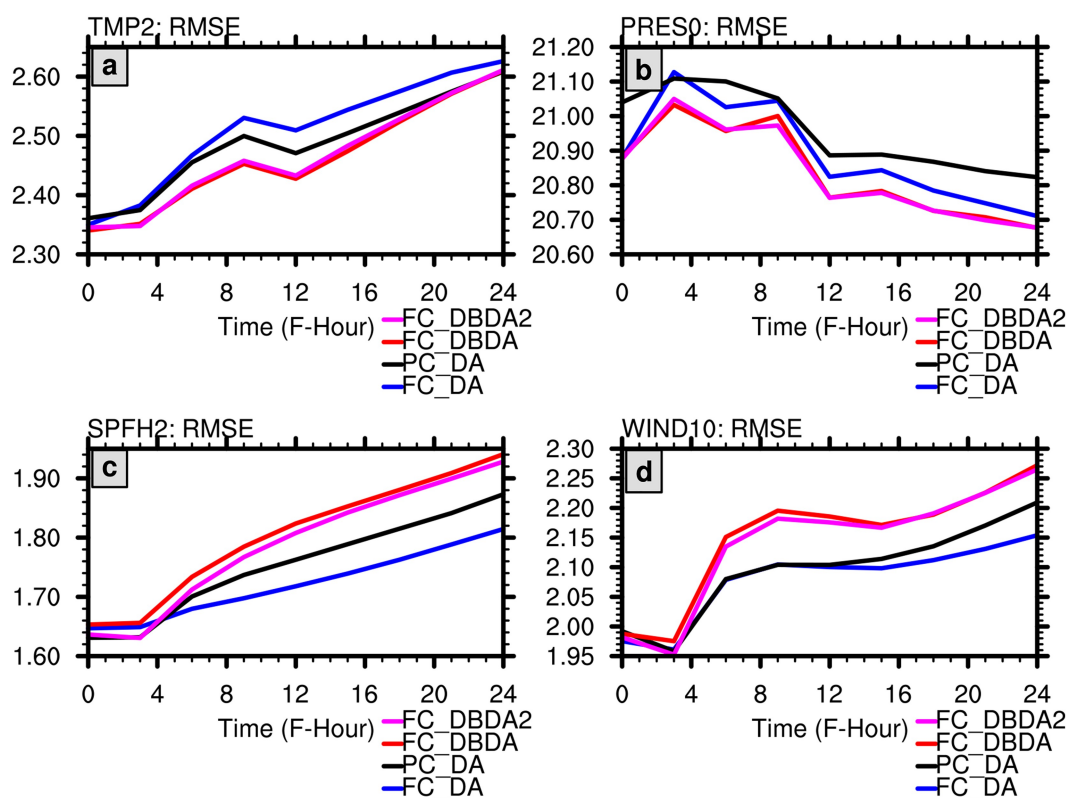 TMP2: RMSE
a
2.60
2.50
2.40
2.30
0 4 8 12 16 20 24
Time (F-Hour)
FC_DBDA2
FC_DBDA
PC_DA
FC_DA
PRES0: RMSE
b
21.20
21.10
21.00
20.90
20.80
20.70
20.60
0 4 8 12 16 20 24
Time (F-Hour)
FC_DBDA2
FC_DBDA
PC_DA
FC_DA
SPFH2: RMSE
c
1.90
1.80
1.70
1.60
0 4 8 12 16 20 24
Time (F-Hour)
FC_DBDA2
FC_DBDA
PC_DA
FC_DA
WIND10: RMSE
d
2.30
2.25
2.20
2.15
2.10
2.05
2.00
1.95
0 4 8 12 16 20 24
Time (F-Hour)
FC_DBDA2
FC_DBDA
PC_DA
FC_DA